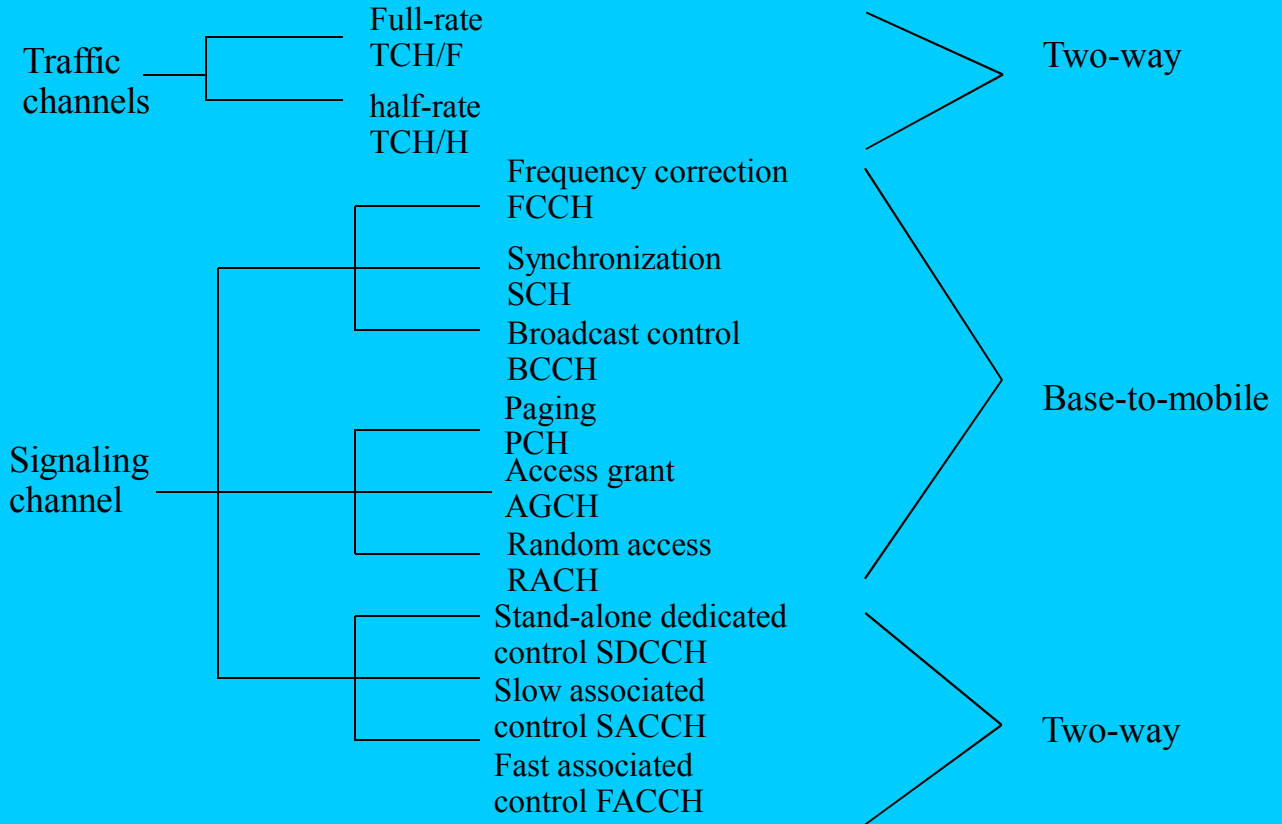 Traffic
channels
Full-rate
TCH/F
half-rate
TCH/H
Two-way
Signaling
channel
Frequency correction
FCCH
Synchronization
SCH
Broadcast control
BCCH
Paging
PCH
Access grant
AGCH
Random access
RACH
Base-to-mobile
Stand-alone dedicated
control SDCCH
Slow associated
control SACCH
Fast associated
control FACCH
Two-way